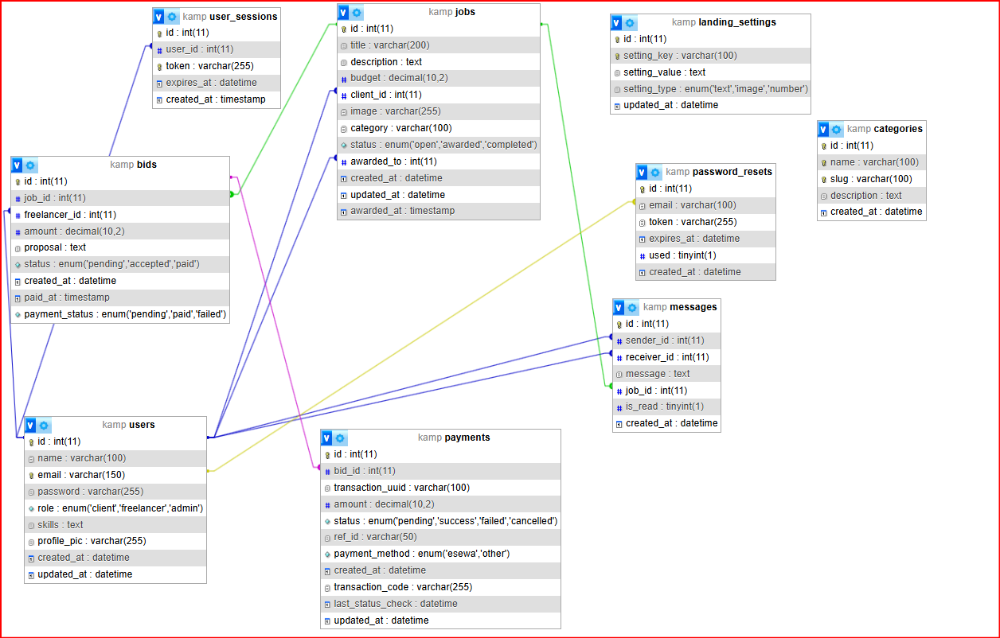 kamp user_sessions
id : int(11)
user_id : int(11)
token : varchar(255)
expires_at : datetime
created_at : timestamp
kamp jobs
id : int(11)
title : varchar(200)
description : text
budget : decimal(10,2)
client_id : int(11)
image : varchar(255)
category : varchar(100)
status : enum('open','awarded','completed')
awarded_to : int(11)
created_at : datetime
updated_at : datetime
awarded_at : timestamp
kamp landing_settings
id : int(11)
setting_key : varchar(100)
setting_value : text
setting_type : enum('text','image','number')
updated_at : datetime
kamp categories
id : int(11)
name : varchar(100)
slug : varchar(100)
description : text
created_at : datetime
kamp bids
id : int(11)
job_id : int(11)
freelancer_id : int(11)
amount : decimal(10,2)
proposal : text
status : enum('pending','accepted','paid')
created_at : datetime
paid_at : timestamp
payment_status : enum('pending','paid','failed')
kamp password_resets
id : int(11)
email : varchar(100)
token : varchar(255)
expires_at : datetime
used : tinyint(1)
created_at : datetime
kamp messages
id : int(11)
sender_id : int(11)
receiver_id : int(11)
message : text
job_id : int(11)
is_read : tinyint(1)
created_at : datetime
kamp users
id : int(11)
name : varchar(100)
email : varchar(150)
password : varchar(255)
role : enum('client','freelancer','admin')
skills : text
profile_pic : varchar(255)
created_at : datetime
updated_at : datetime
kamp payments
id : int(11)
bid_id : int(11)
transaction_uuid : varchar(100)
amount : decimal(10,2)
status : enum('pending','success','failed','cancelled')
ref_id : varchar(50)
payment_method : enum('esewa','other')
created_at : datetime
transaction_code : varchar(255)
last_status_check : datetime
updated_at : datetime